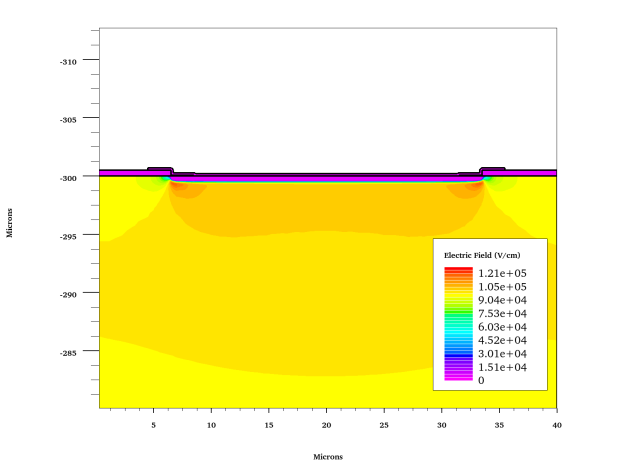 -310
-305
-300
-295
-290
-285
Microns
5 10 15 20 25 30 35 40
Microns
Electric Field (V/cm)
1.21e+05
1.05e+05
9.04e+04
7.53e+04
6.03e+04
4.52e+04
3.01e+04
1.51e+04
0